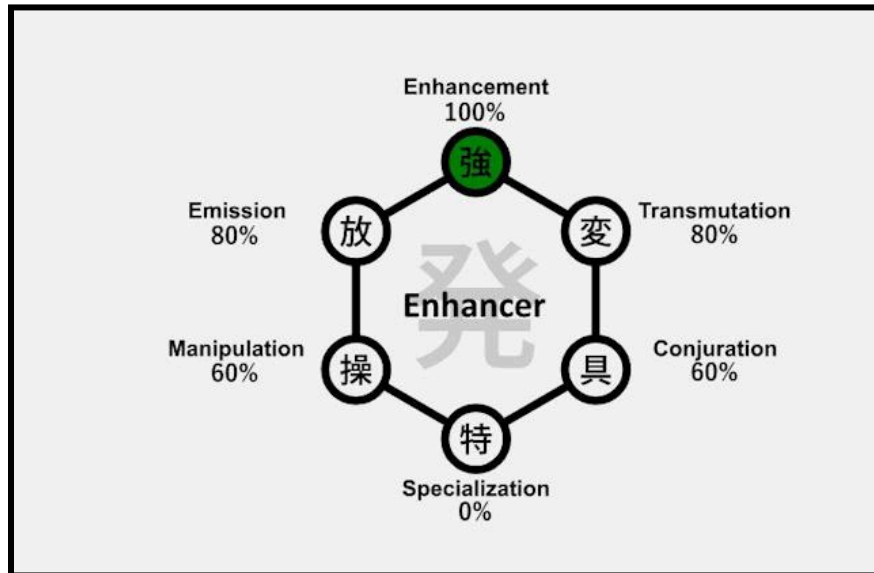 Enhancement
100%
強
Emission
80%
放
Transmutation
80%
変
発
Enhancer
Manipulation
60%
操
Conjuration
60%
具
特
Specialization
0%